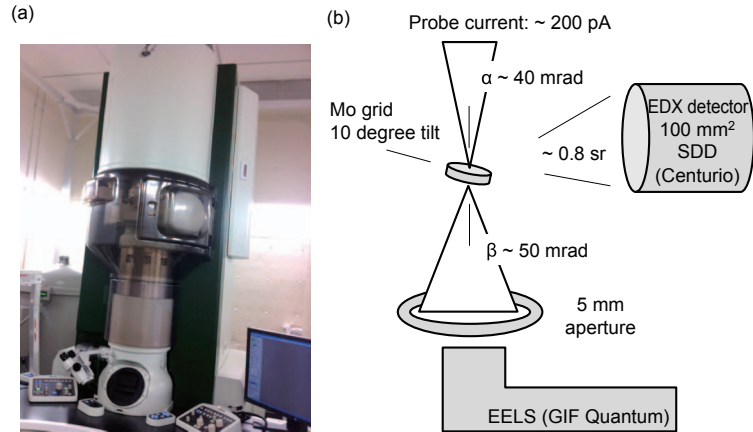 (a)
(b)
Probe current: ~ 200 pA
α ~ 40 mrad
Mo grid
10 degree tilt
EDX detector
100 mm²
SDD
(Centurio)
~ 0.8 sr
β ~ 50 mrad
5 mm
aperture
EELS (GIF Quantum)